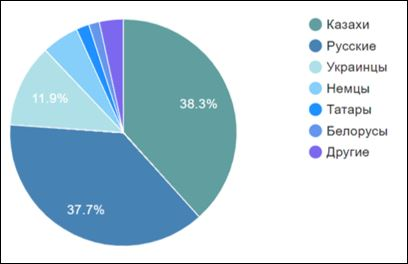 38.3%
37.7%
11.9%
Казахи
Русские
Украинцы
Немцы
Татары
Белорусы
Другие